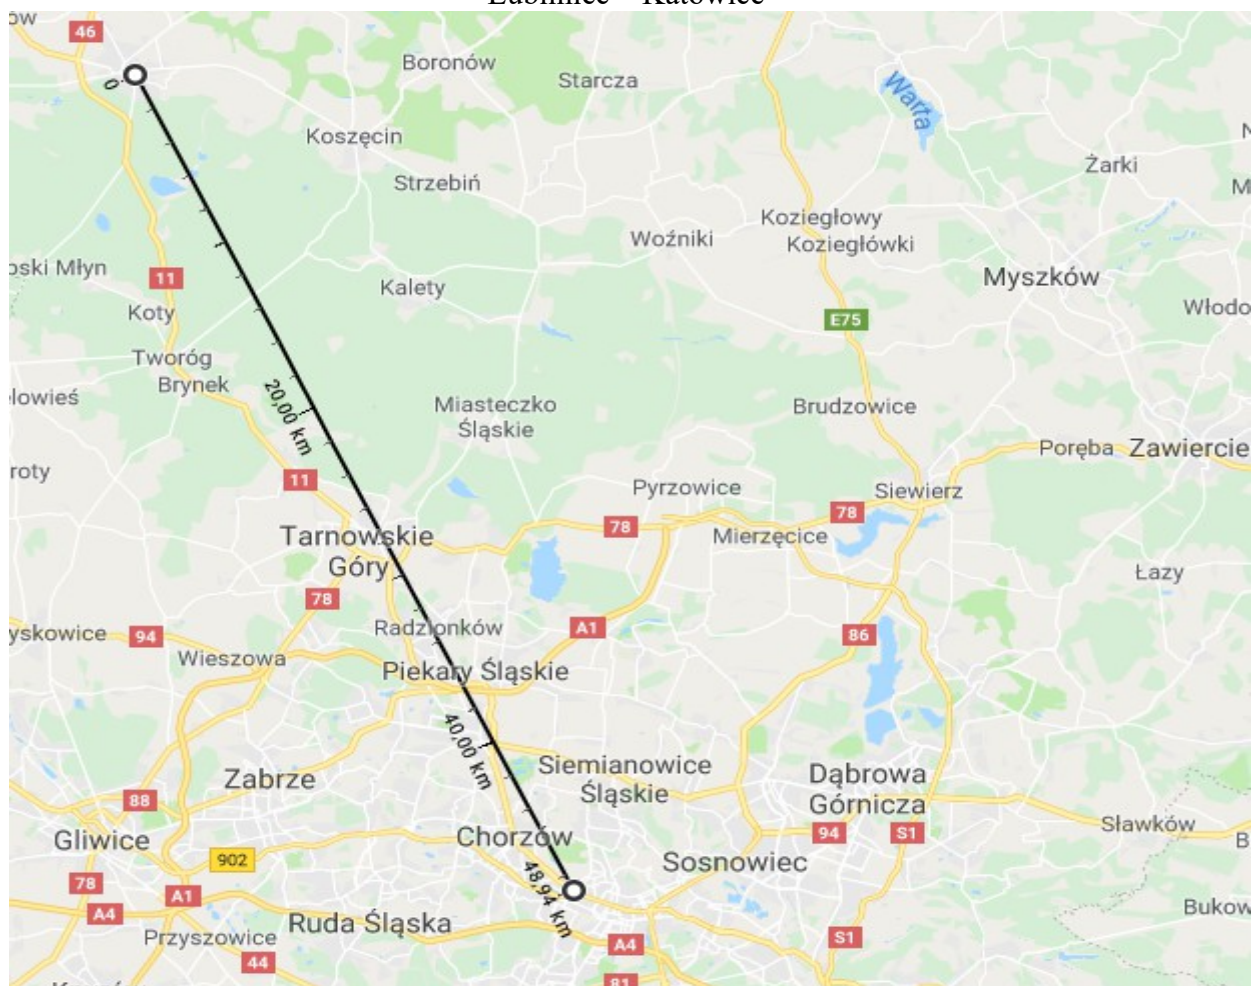 Lubliniec – Katowice
46
Boronów
Starcza
0
Warta
Koszęcin
Żarki
Strzebiń
Koziegłowy
Woźniki
Koziegłówki
oski Młyn
11
Myszków
Kalety
Koty
Włodo
E75
Tworóg
Brynek
elowieś
20,00 km
Miasteczko
Śląskie
Brudzowice
Poręba
Zawiercie
roty
11
Pyrzowice
Siewierz
78
78
Tarnowskie
Góry
Mierzęcice
Łazy
78
A1
Radzionków
yskowice
94
86
Wieszowa
Piekary Śląskie
40,00 km
Siemianowice
Śląskie
Dąbrowa
Górnicza
Zabrze
88
Sławków
Chorzów
94
S1
Gliwice
902
Sosnowiec
48,94 km
78
A1
A4
Ruda Śląska
Bukow
Przyszowice
A4
S1
44
81